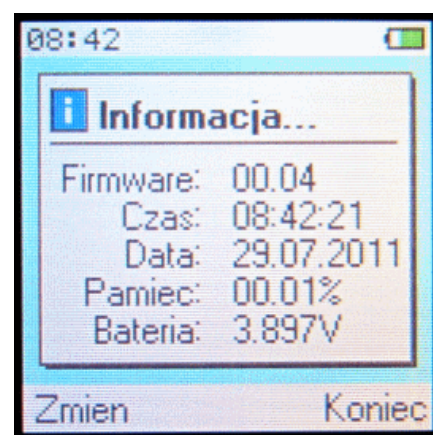 08:42
Informacja...
Firmware: 00.04
Czas: 08:42:21
Data: 29.07.2011
Pamiec: 00.01%
Bateria: 3.897V
Zmien Koniec